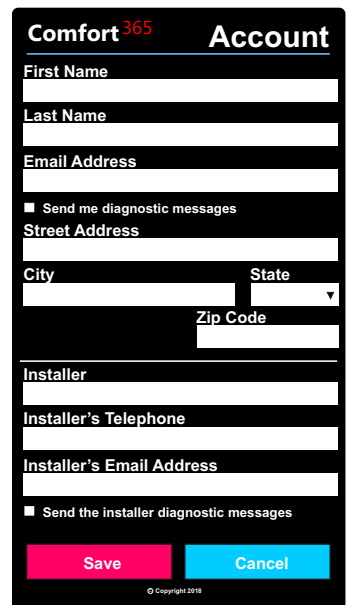 Comfort 365 Account
First Name
Last Name
Email Address
Send me diagnostic messages
Street Address
City State
Zip Code
Installer
Installer's Telephone
Installer's Email Address
Send the installer diagnostic messages
Save Cancel
© Copyright 2018